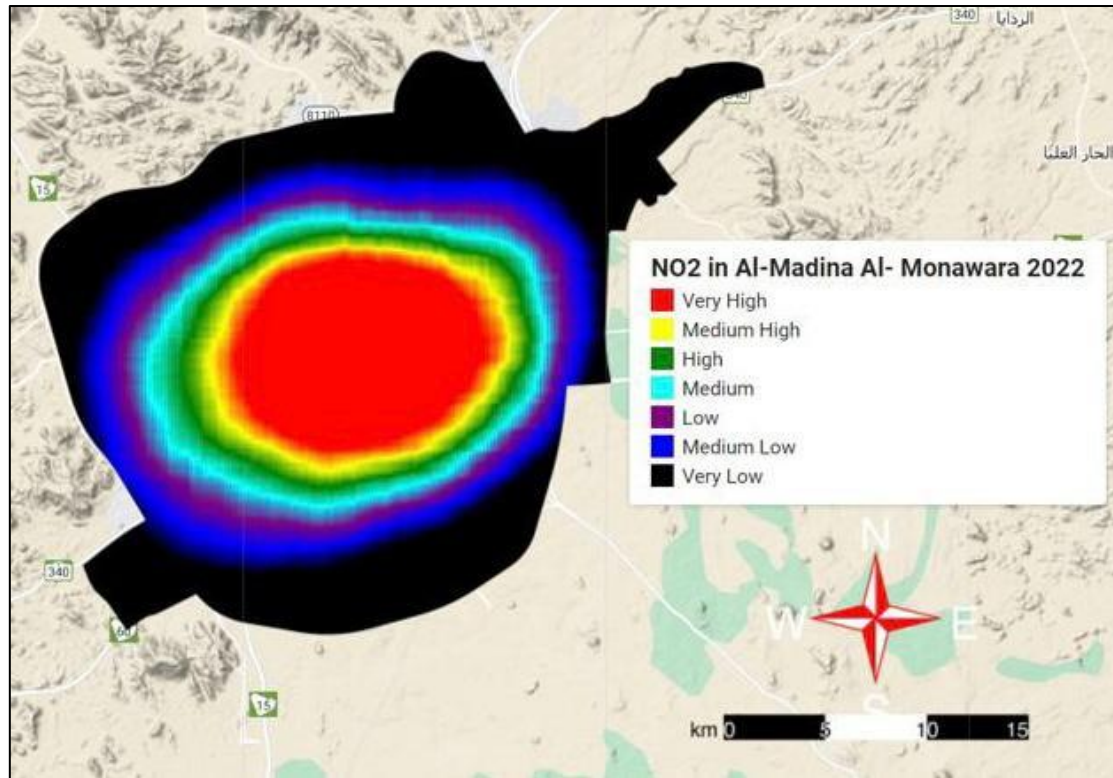 340
الردايا
8110
الحار العليا
15
NO2 in Al-Madina Al- Monawara 2022
Very High
Medium High
High
Medium
Low
Medium Low
Very Low
N
W
E
S
340
60
15
km 0 5 10 15